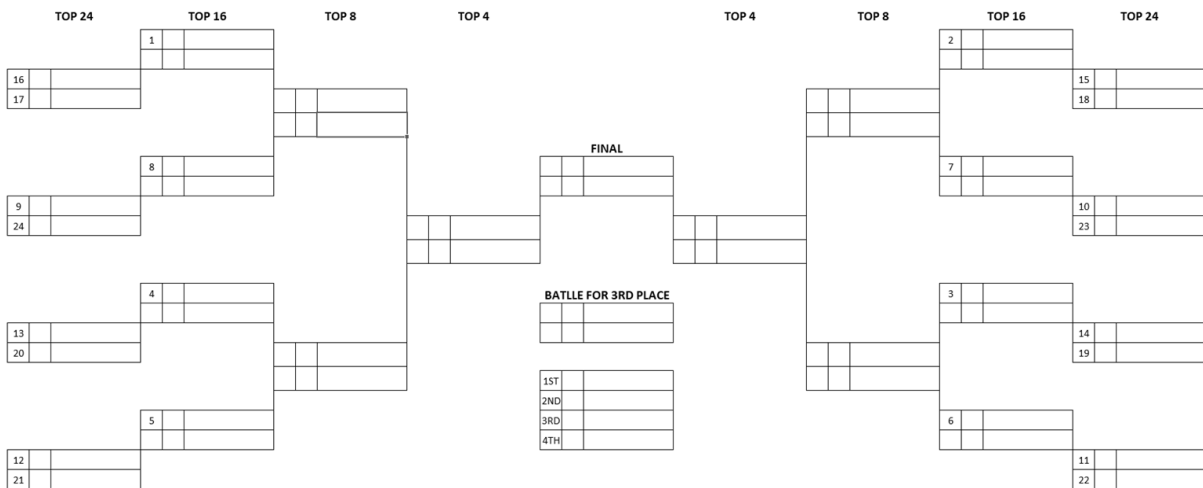 TOP 24 TOP 16 TOP 8 TOP 4 TOP 4 TOP 8 TOP 16 TOP 24
1 2
16 15
17 18
FINAL
8 7
9 10
24 23
4 BATLLE FOR 3RD PLACE 3
13 14
20 19
1ST
2ND
5 3RD 6
4TH
12 11
21 22